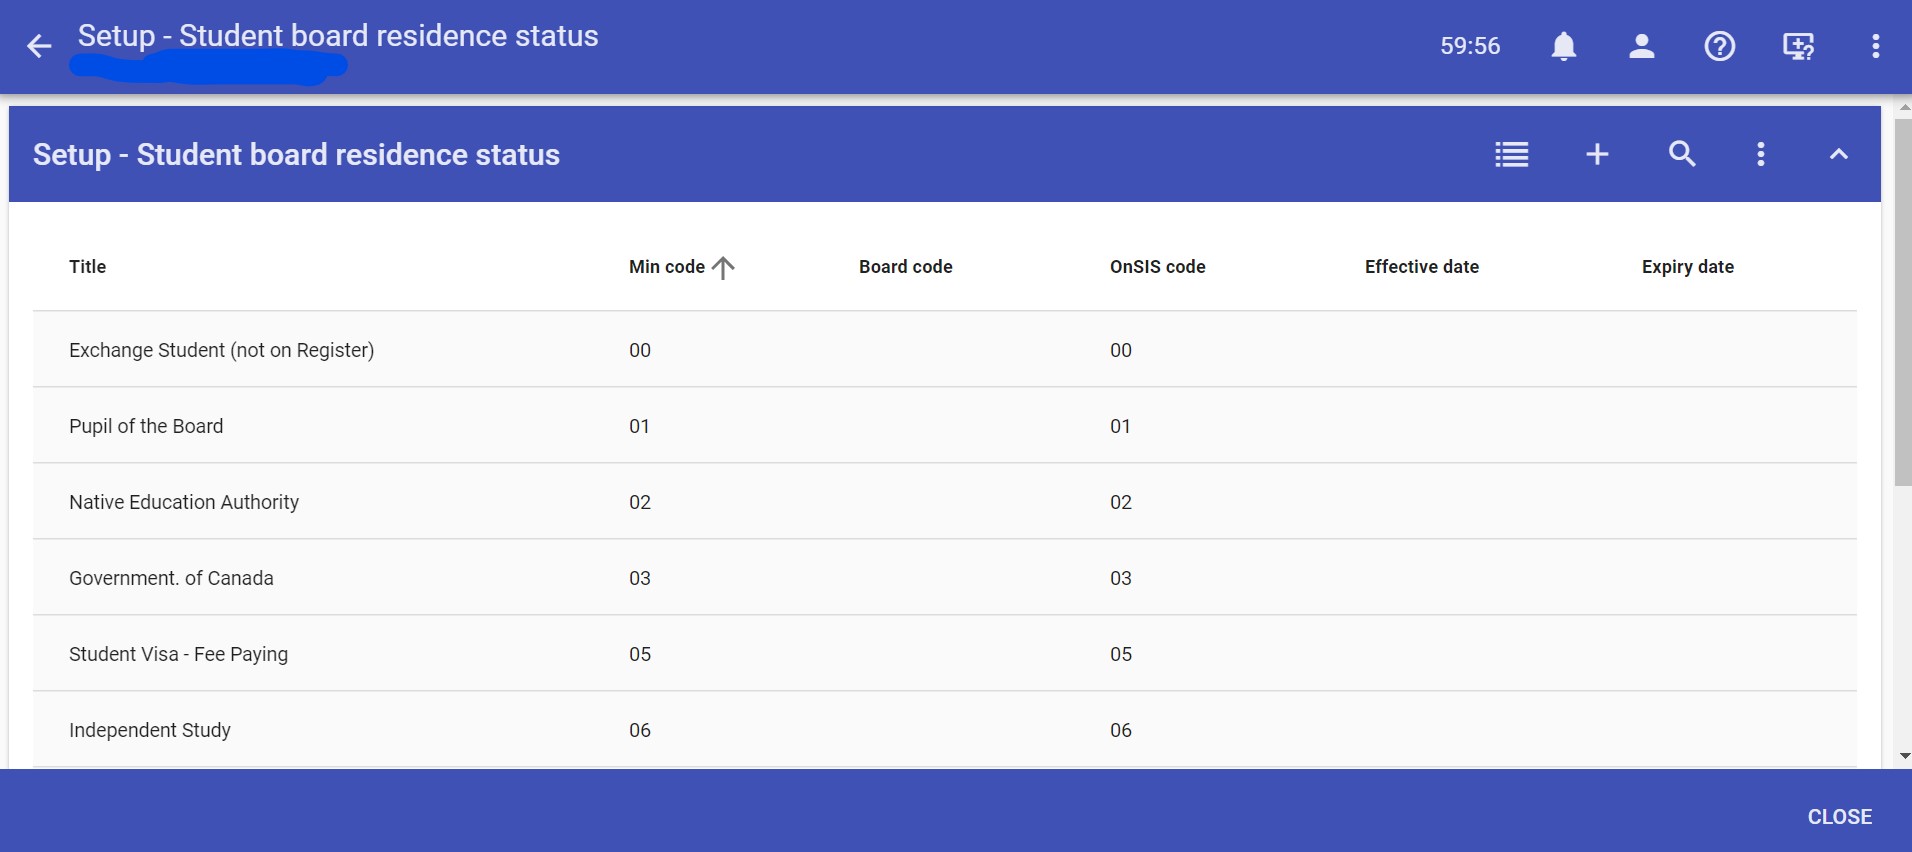 Setup - Student board residence status
59:56
Setup - Student board residence status
Title Min code Board code OnSIS code Effective date Expiry date
Exchange Student (not on Register) 00 00
Pupil of the Board 01 01
Native Education Authority 02 02
Government. of Canada 03 03
Student Visa - Fee Paying 05 05
Independent Study 06 06
CLOSE